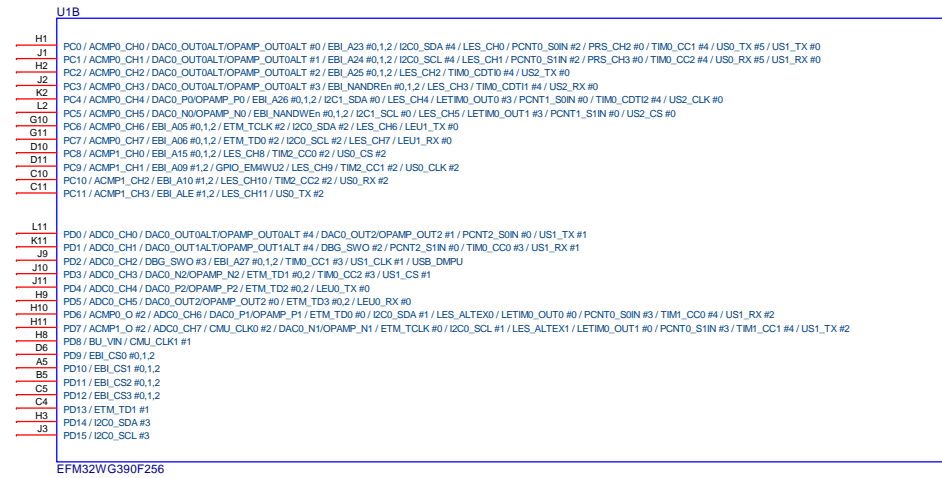 U1B
H1 PC0 / ACMP0_CH0 / DAC0_OUT0ALT/OPAMP_OUT0ALT #0 / EBI_A23 #0,1,2 / I2C0_SDA #4 / LES_CH0 / PCNT0_S0IN #2 / PRS_CH2 #0 / TIM0_CC1 #4 / US0_TX #5 / US1_TX #0
J1 PC1 / ACMP0_CH1 / DAC0_OUT0ALT/OPAMP_OUT0ALT #1 / EBI_A24 #0,1,2 / I2C0_SCL #4 / LES_CH1 / PCNT0_S1IN #2 / PRS_CH3 #0 / TIM0_CC2 #4 / US0_RX #5 / US1_RX #0
H2 PC2 / ACMP0_CH2 / DAC0_OUT0ALT/OPAMP_OUT0ALT #2 / EBI_A25 #0,1,2 / LES_CH2 / TIM0_CDTI0 #4 / US2_TX #0
J2 PC3 / ACMP0_CH3 / DAC0_OUT0ALT/OPAMP_OUT0ALT #3 / EBI_NANDREn #0,1,2 / LES_CH3 / TIM0_CDTI1 #4 / US2_RX #0
K2 PC4 / ACMP0_CH4 / DAC0_P0/OPAMP_P0 / EBI_A26 #0,1,2 / I2C1_SDA #0 / LES_CH4 / LETIM0_OUT0 #3 / PCNT1_S0IN #0 / TIM0_CDTI2 #4 / US2_CLK #0
L2 PC5 / ACMP0_CH5 / DAC0_N0/OPAMP_N0 / EBI_NANDWEn #0,1,2 / I2C1_SCL #0 / LES_CH5 / LETIM0_OUT1 #3 / PCNT1_S1IN #0 / US2_CS #0
G10 PC6 / ACMP0_CH6 / EBI_A05 #0,1,2 / ETM_TCLK #2 / I2C0_SDA #2 / LES_CH6 / LEU1_TX #0
G11 PC7 / ACMP0_CH7 / EBI_A06 #0,1,2 / ETM_TD0 #2 / I2C0_SCL #2 / LES_CH7 / LEU1_RX #0
D10 PC8 / ACMP1_CH0 / EBI_A15 #0,1,2 / LES_CH8 / TIM2_CC0 #2 / US0_CS #2
D11 PC9 / ACMP1_CH1 / EBI_A09 #1,2 / GPIO_EM4WU2 / LES_CH9 / TIM2_CC1 #2 / US0_CLK #2
C10 PC10 / ACMP1_CH2 / EBI_A10 #1,2 / LES_CH10 / TIM2_CC2 #2 / US0_RX #2
C11 PC11 / ACMP1_CH3 / EBI_ALE #1,2 / LES_CH11 / US0_TX #2
L11 PD0 / ADC0_CH0 / DAC0_OUT0ALT/OPAMP_OUT0ALT #4 / DAC0_OUT2/OPAMP_OUT2 #1 / PCNT2_S0IN #0 / US1_TX #1
K11 PD1 / ADC0_CH1 / DAC0_OUT1ALT/OPAMP_OUT1ALT #4 / DBG_SWO #2 / PCNT2_S1IN #0 / TIM0_CC0 #3 / US1_RX #1
J9 PD2 / ADC0_CH2 / DBG_SWO #3 / EBI_A27 #0,1,2 / TIM0_CC1 #3 / US1_CLK #1 / USB_DMPU
J10 PD3 / ADC0_CH3 / DAC0_N2/OPAMP_N2 / ETM_TD1 #0,2 / TIM0_CC2 #3 / US1_CS #1
J11 PD4 / ADC0_CH4 / DAC0_P2/OPAMP_P2 / ETM_TD2 #0,2 / LEU0_TX #0
H9 PD5 / ADC0_CH5 / DAC0_OUT2/OPAMP_OUT2 #0 / ETM_TD3 #0,2 / LEU0_RX #0
H10 PD6 / ACMP0_O #2 / ADC0_CH6 / DAC0_P1/OPAMP_P1 / ETM_TD0 #0 / I2C0_SDA #1 / LES_ALTEX0 / LETIM0_OUT0 #0 / PCNT0_S0IN #3 / TIM1_CC0 #4 / US1_RX #2
H11 PD7 / ACMP1_O #2 / ADC0_CH7 / CMU_CLK0 #2 / DAC0_N1/OPAMP_N1 / ETM_TCLK #0 / I2C0_SCL #1 / LES_ALTEX1 / LETIM0_OUT1 #0 / PCNT0_S1IN #3 / TIM1_CC1 #4 / US1_TX #2
H8 PD8 / BU_VIN / CMU_CLK1 #1
D6 PD9 / EBI_CS0 #0,1,2
A5 PD10 / EBI_CS1 #0,1,2
B5 PD11 / EBI_CS2 #0,1,2
C5 PD12 / EBI_CS3 #0,1,2
C4 PD13 / ETM_TD1 #1
H3 PD14 / I2C0_SDA #3
J3 PD15 / I2C0_SCL #3
EFM32WG390F256